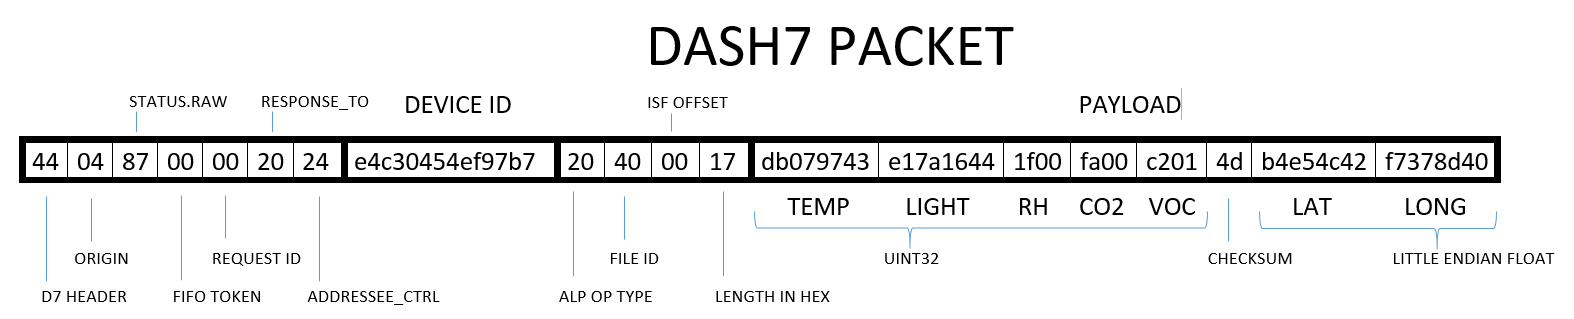 DASH7 PACKET
STATUS.RAW RESPONSE_TO DEVICE ID ISF OFFSET PAYLOAD
44 04 87 00 00 20 24 e4c30454ef97b7 20 40 00 17 db079743 e17a1644 1f00 fa00 c201 4d b4e54c42 f7378d40
TEMP LIGHT RH CO2 VOC LAT LONG
ORIGIN REQUEST ID FILE ID UINT32 CHECKSUM LITTLE ENDIAN FLOAT
D7 HEADER FIFO TOKEN ADDRESSEE_CTRL ALP OP TYPE LENGTH IN HEX